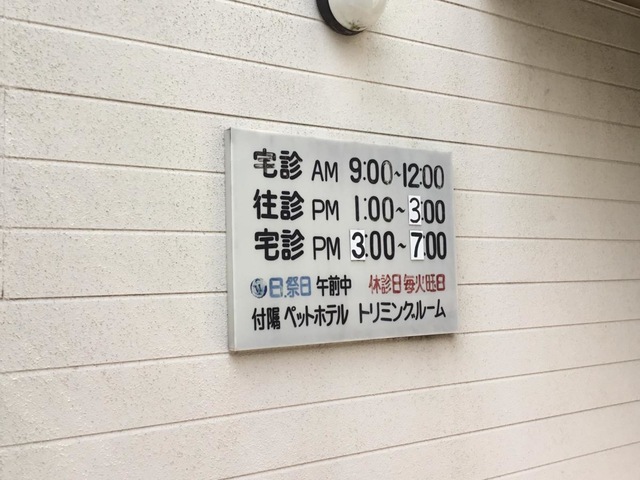 宅診 AM 9:00~12:00
往診 PM 1:00~3:00
宅診 PM 3:00~7:00
日.祭日 午前中 休診日 毎火旺日
付随 ペットホテル トリミングルーム